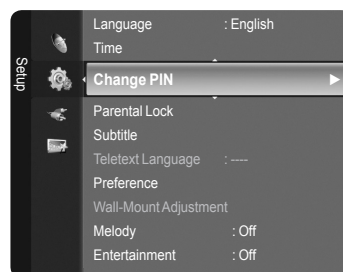 Setup
Language : English
Time
Change PIN
Parental Lock
Subtitle
Teletext Language : ----
Preference
Wall-Mount Adjustment
Melody : Off
Entertainment : Off